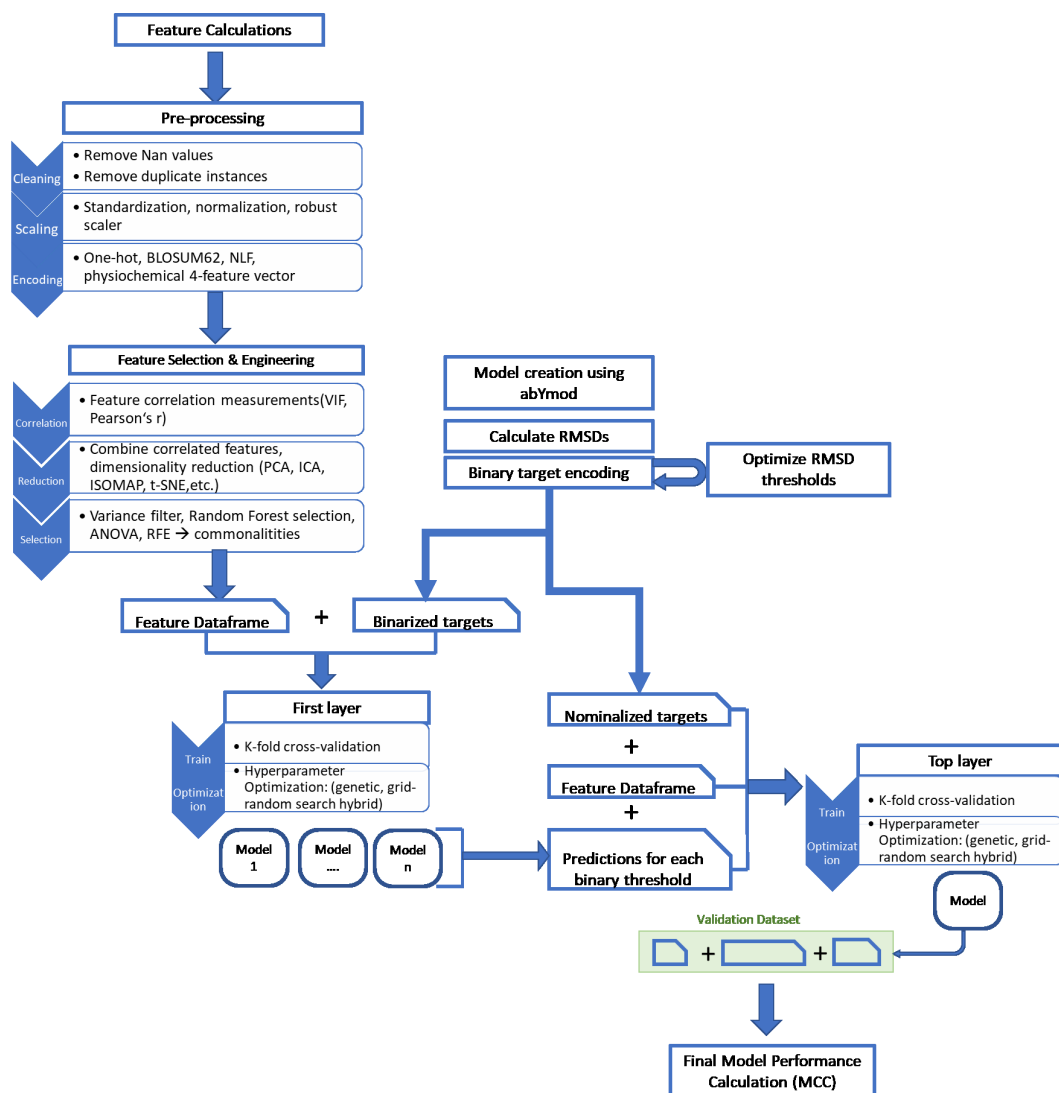 Feature Calculations
Pre-processing
Cleaning
• Remove Nan values
• Remove duplicate instances
Scaling
• Standardization, normalization, robust
scaler
Encoding
• One-hot, BLOSUM62, NLF,
physiochemical 4-feature vector
Feature Selection & Engineering
Correlation
• Feature correlation measurements(VIF,
Pearson‘s r)
Reduction
• Combine correlated features,
dimensionality reduction (PCA, ICA,
ISOMAP, t-SNE,etc.)
Selection
• Variance filter, Random Forest selection,
ANOVA, RFE → commonalitities
Model creation using
abYmod
Calculate RMSDs
Binary target encoding
Optimize RMSD
thresholds
Feature Dataframe
+
Binarized targets
First layer
Train
• K-fold cross-validation
Optimizat
ion
• Hyperparameter
Optimization: (genetic, grid-
random search hybrid)
Model
1
Model
....
Model
n
Nominalized targets
+
Feature Dataframe
+
Predictions for each
binary threshold
Top layer
Train
• K-fold cross-validation
Optimizat
ion
• Hyperparameter
Optimization: (genetic, grid-
random search hybrid)
Model
Validation Dataset
+ +
Final Model Performance
Calculation (MCC)